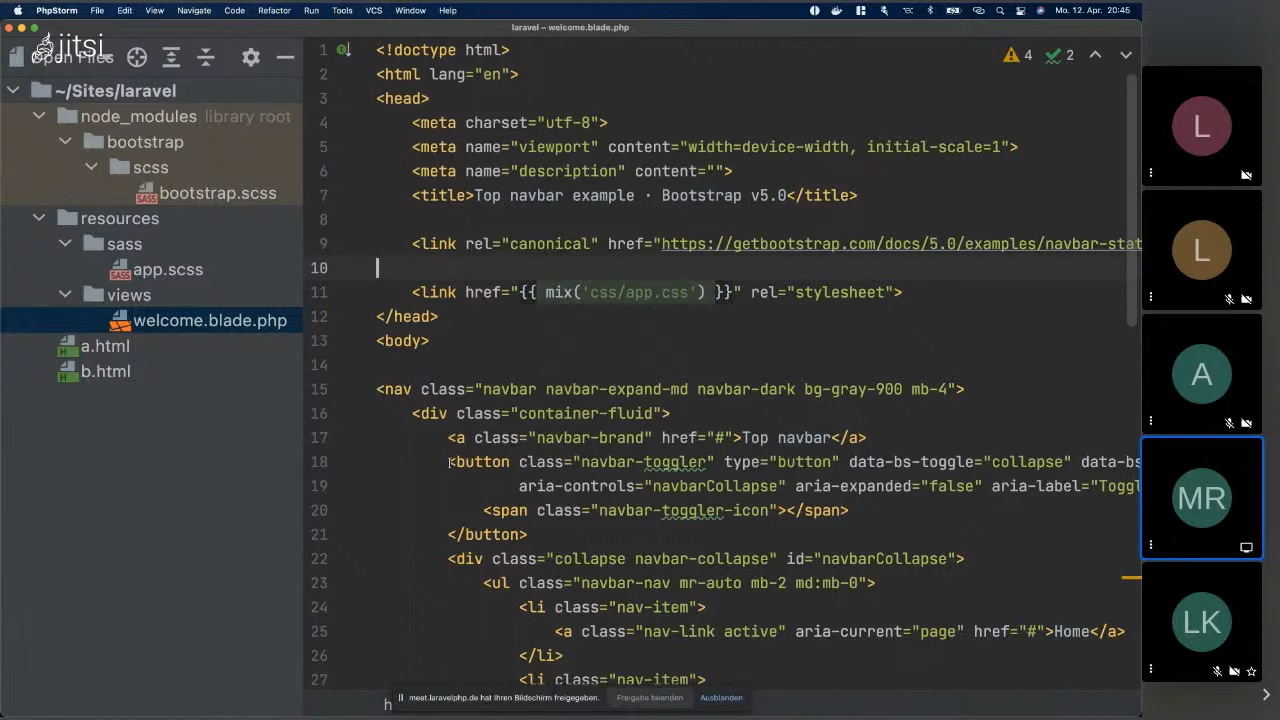 PhpStorm File Edit View Navigate Code Refactor Run Tools VCS Window Help Mo. 12. Apr. 20:45
laravel – welcome.blade.php
jitsi
~/Sites/laravel
node_modules library root
bootstrap
scss
bootstrap.scss
resources
sass
app.scss
views
welcome.blade.php
a.html
b.html
4 2
1 <!doctype html>
2 <html lang="en">
3 <head>
4 <meta charset="utf-8">
5 <meta name="viewport" content="width=device-width, initial-scale=1">
6 <meta name="description" content="">
7 <title>Top navbar example · Bootstrap v5.0</title>
8
9 <link rel="canonical" href="https://getbootstrap.com/docs/5.0/examples/navbar-stat
10
11 <link href="{{ mix('css/app.css') }}" rel="stylesheet">
12 </head>
13 <body>
14
15 <nav class="navbar navbar-expand-md navbar-dark bg-gray-900 mb-4">
16 <div class="container-fluid">
17 <a class="navbar-brand" href="#">Top navbar</a>
18 <button class="navbar-toggler" type="button" data-bs-toggle="collapse" data-bs
19 aria-controls="navbarCollapse" aria-expanded="false" aria-label="Toggl
20 <span class="navbar-toggler-icon"></span>
21 </button>
22 <div class="collapse navbar-collapse" id="navbarCollapse">
23 <ul class="navbar-nav mr-auto mb-2 md:mb-0">
24 <li class="nav-item">
25 <a class="nav-link active" aria-current="page" href="#">Home</a>
26 </li>
27 <li class="nav-item">
h
meet.laravelphp.de hat Ihren Bildschirm freigegeben. Freigabe beenden Ausblenden
L
L
A
MR
LK